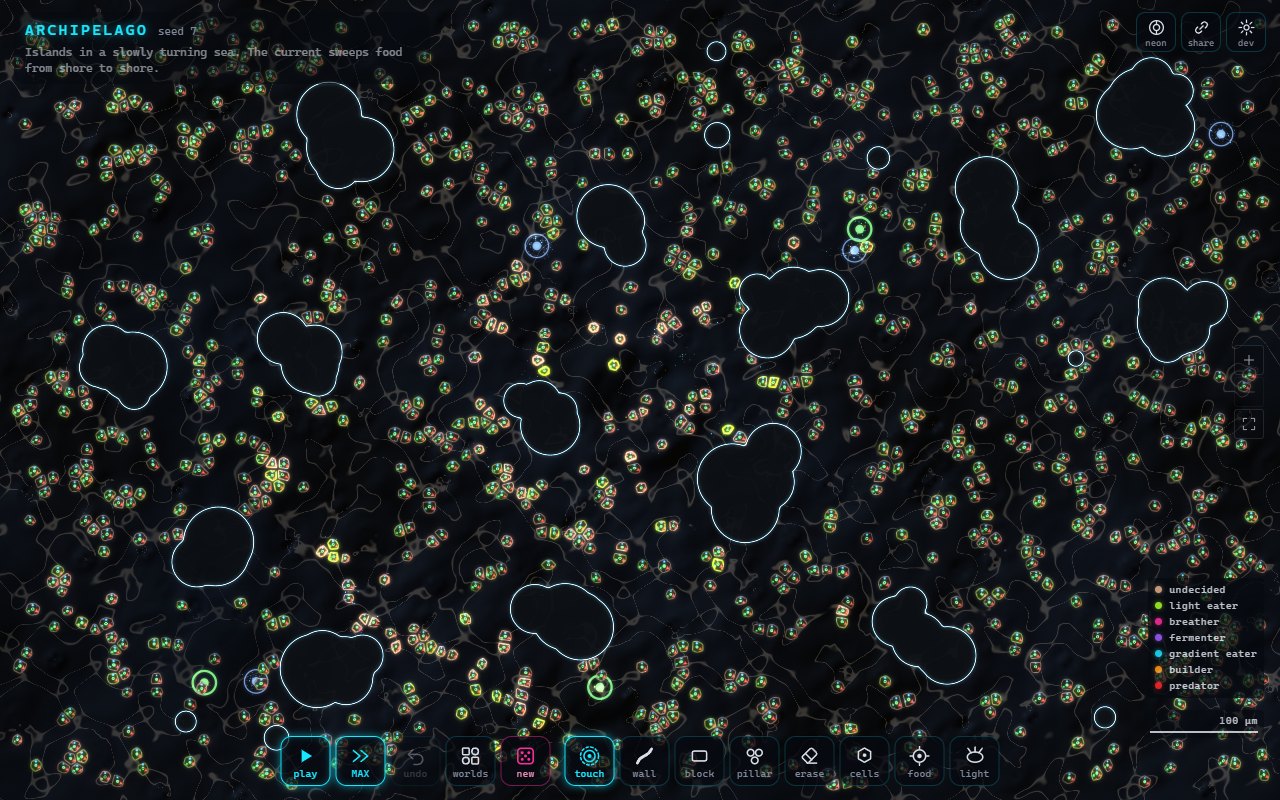 ARCHIPELAGO seed 7
Islands in a slowly turning sea. The current sweeps food
from shore to shore.
neon
share
dev
undecided
light eater
breather
fermenter
gradient eater
builder
predator
100 µm
play
MAX
undo
worlds
new
touch
wall
block
pillar
erase
cells
food
light